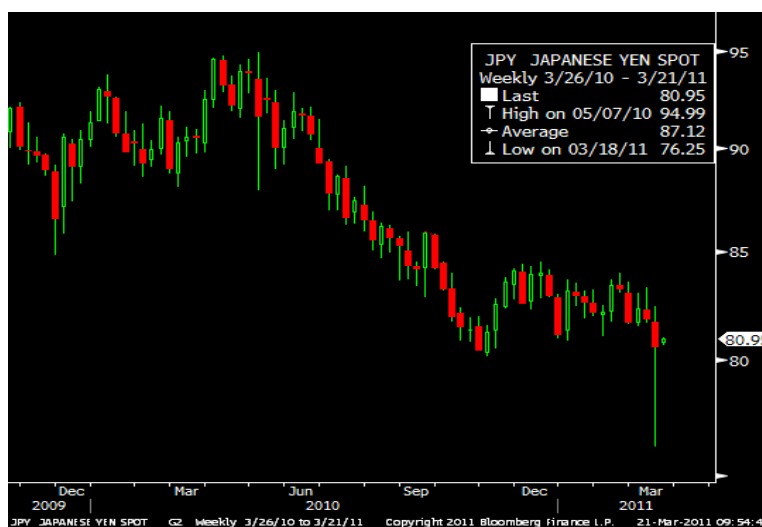 95
JPY JAPANESE YEN SPOT
Weekly 3/26/10 - 3/21/11
Last 80.95
High on 05/07/10 94.99
Average 87.12
Low on 03/18/11 76.25
90
85
80.95
80
Dec Mar Jun Sep Dec Mar
2009 2010 2011
JPY JAPANESE YEN SPOT G2 Weekly 3/26/10 to 3/21/11 Copyright 2011 Bloomberg Finance L.P. 21-Mar-2011 09:54:4